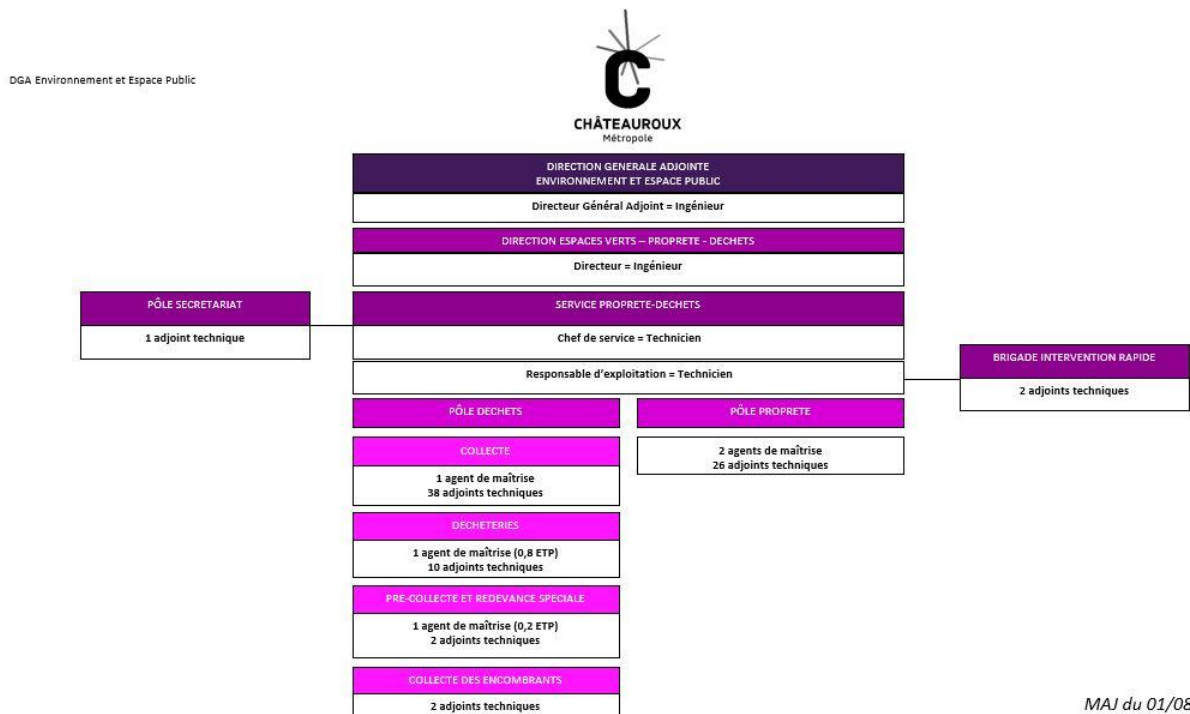 DGA Environnement et Espace Public
C
CHÂTEAUROUX
Métropole
DIRECTION GENERALE ADJOINTE
ENVIRONNEMENT ET ESPACE PUBLIC
Directeur Général Adjoint = Ingénieur
DIRECTION ESPACES VERTS – PROPRETE - DECHETS
Directeur = Ingénieur
PÔLE SECRETARIAT
1 adjoint technique
SERVICE PROPRETE-DECHETS
Chef de service = Technicien
Responsable d'exploitation = Technicien
BRIGADE INTERVENTION RAPIDE
2 adjoints techniques
PÔLE DECHETS
COLLECTE
1 agent de maîtrise
38 adjoints techniques
DECHETERIES
1 agent de maîtrise (0,8 ETP)
10 adjoints techniques
PRE-COLLECTE ET REDEVANCE SPECIALE
1 agent de maîtrise (0,2 ETP)
2 adjoints techniques
COLLECTE DES ENCOMBRANTS
2 adjoints techniques
PÔLE PROPRETE
2 agents de maîtrise
26 adjoints techniques
MAJ du 01/08